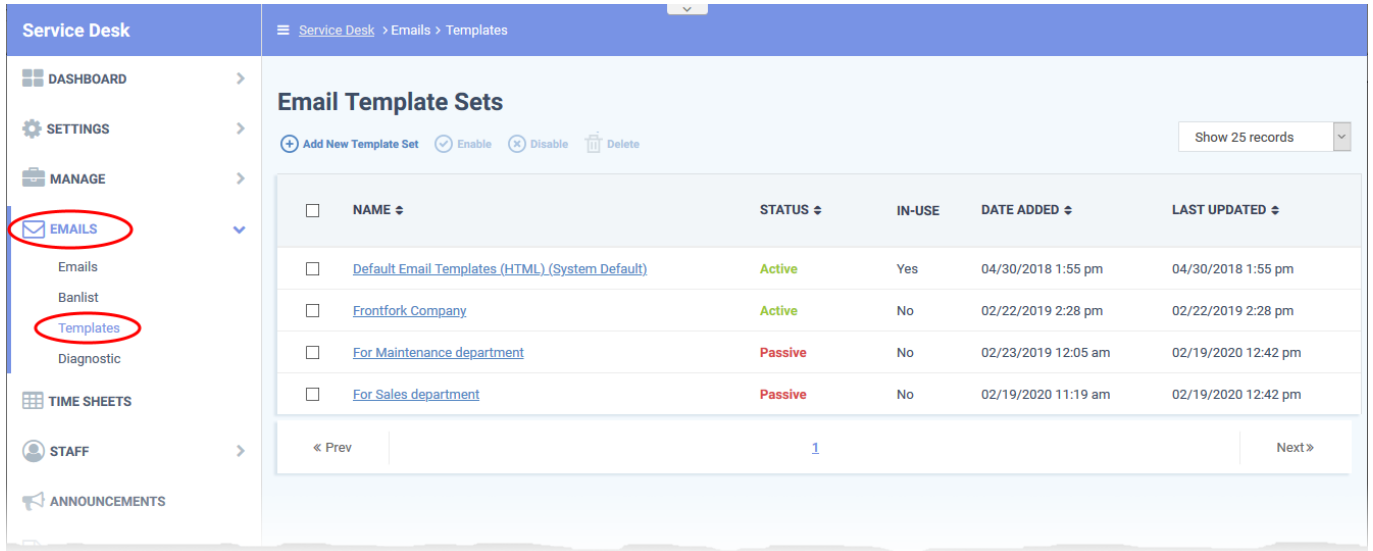 Service Desk
Service Desk > Emails > Templates
DASHBOARD
SETTINGS
MANAGE
EMAILS
Emails
Banlist
Templates
Diagnostic
TIME SHEETS
STAFF
ANNOUNCEMENTS
Email Template Sets
Add New Template Set Enable Disable Delete
Show 25 records
NAME STATUS IN-USE DATE ADDED LAST UPDATED
Default Email Templates (HTML) (System Default) Active Yes 04/30/2018 1:55 pm 04/30/2018 1:55 pm
Frontfork Company Active No 02/22/2019 2:28 pm 02/22/2019 2:28 pm
For Maintenance department Passive No 02/23/2019 12:05 am 02/19/2020 12:42 pm
For Sales department Passive No 02/19/2020 11:19 am 02/19/2020 12:42 pm
« Prev 1 Next »